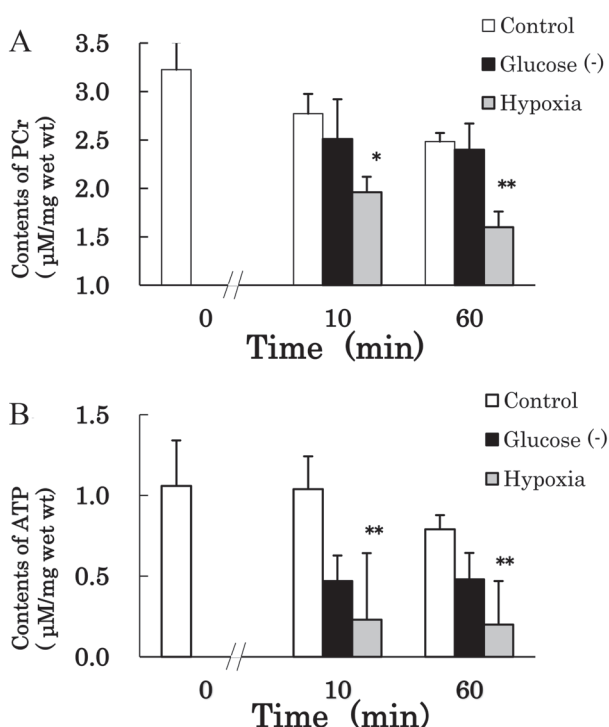 A
Control
Glucose (-)
Hypoxia
3.5
3.0
2.5
2.0
1.5
1.0
Contents of PCr
( μM/mg wet wt)
*
**
0
10
60
Time (min)
B
Control
Glucose (-)
Hypoxia
1.5
1.0
0.5
0.0
Contents of ATP
( μM/mg wet wt)
**
**
0
10
60
Time (min)